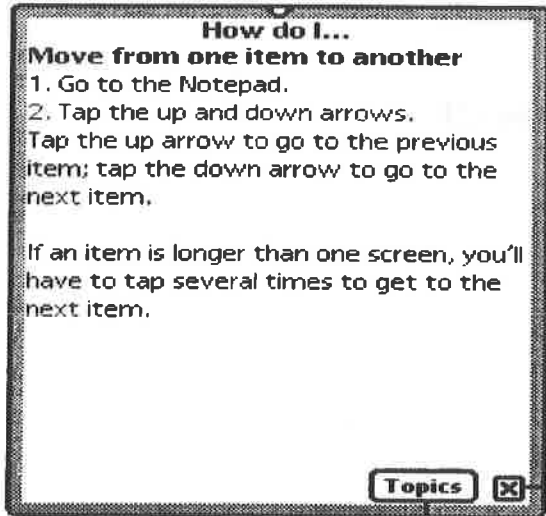 How do I...
Move from one item to another
1. Go to the Notepad.
2. Tap the up and down arrows.
Tap the up arrow to go to the previous
item; tap the down arrow to go to the
next item.
If an item is longer than one screen, you'll
have to tap several times to get to the
next item.
Topics